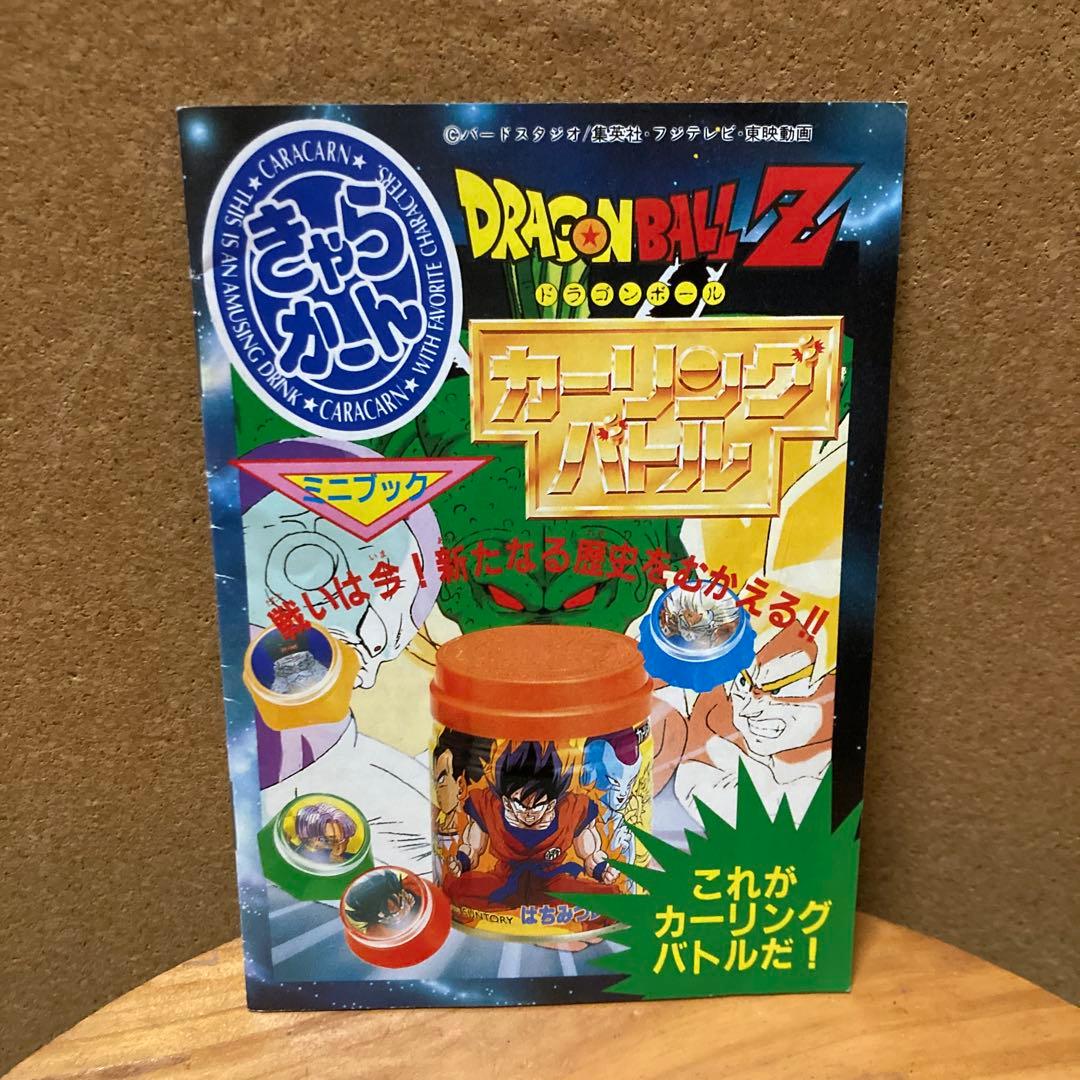 ©バードスタジオ/集英社・フジテレビ・東映動画
★CARACARN★
THIS IS AN AMUSING DRINK
★CARACARN★
WITH FAVORITE CHARACTERS.
きゃら
かーん
DRAGON BALL Z
ドラゴンボール
カーリング
バトル
ミニブック
戦いは今！新たなる歴史をむかえる!!
SUNTORY はちみつ
これが
カーリング
バトルだ！